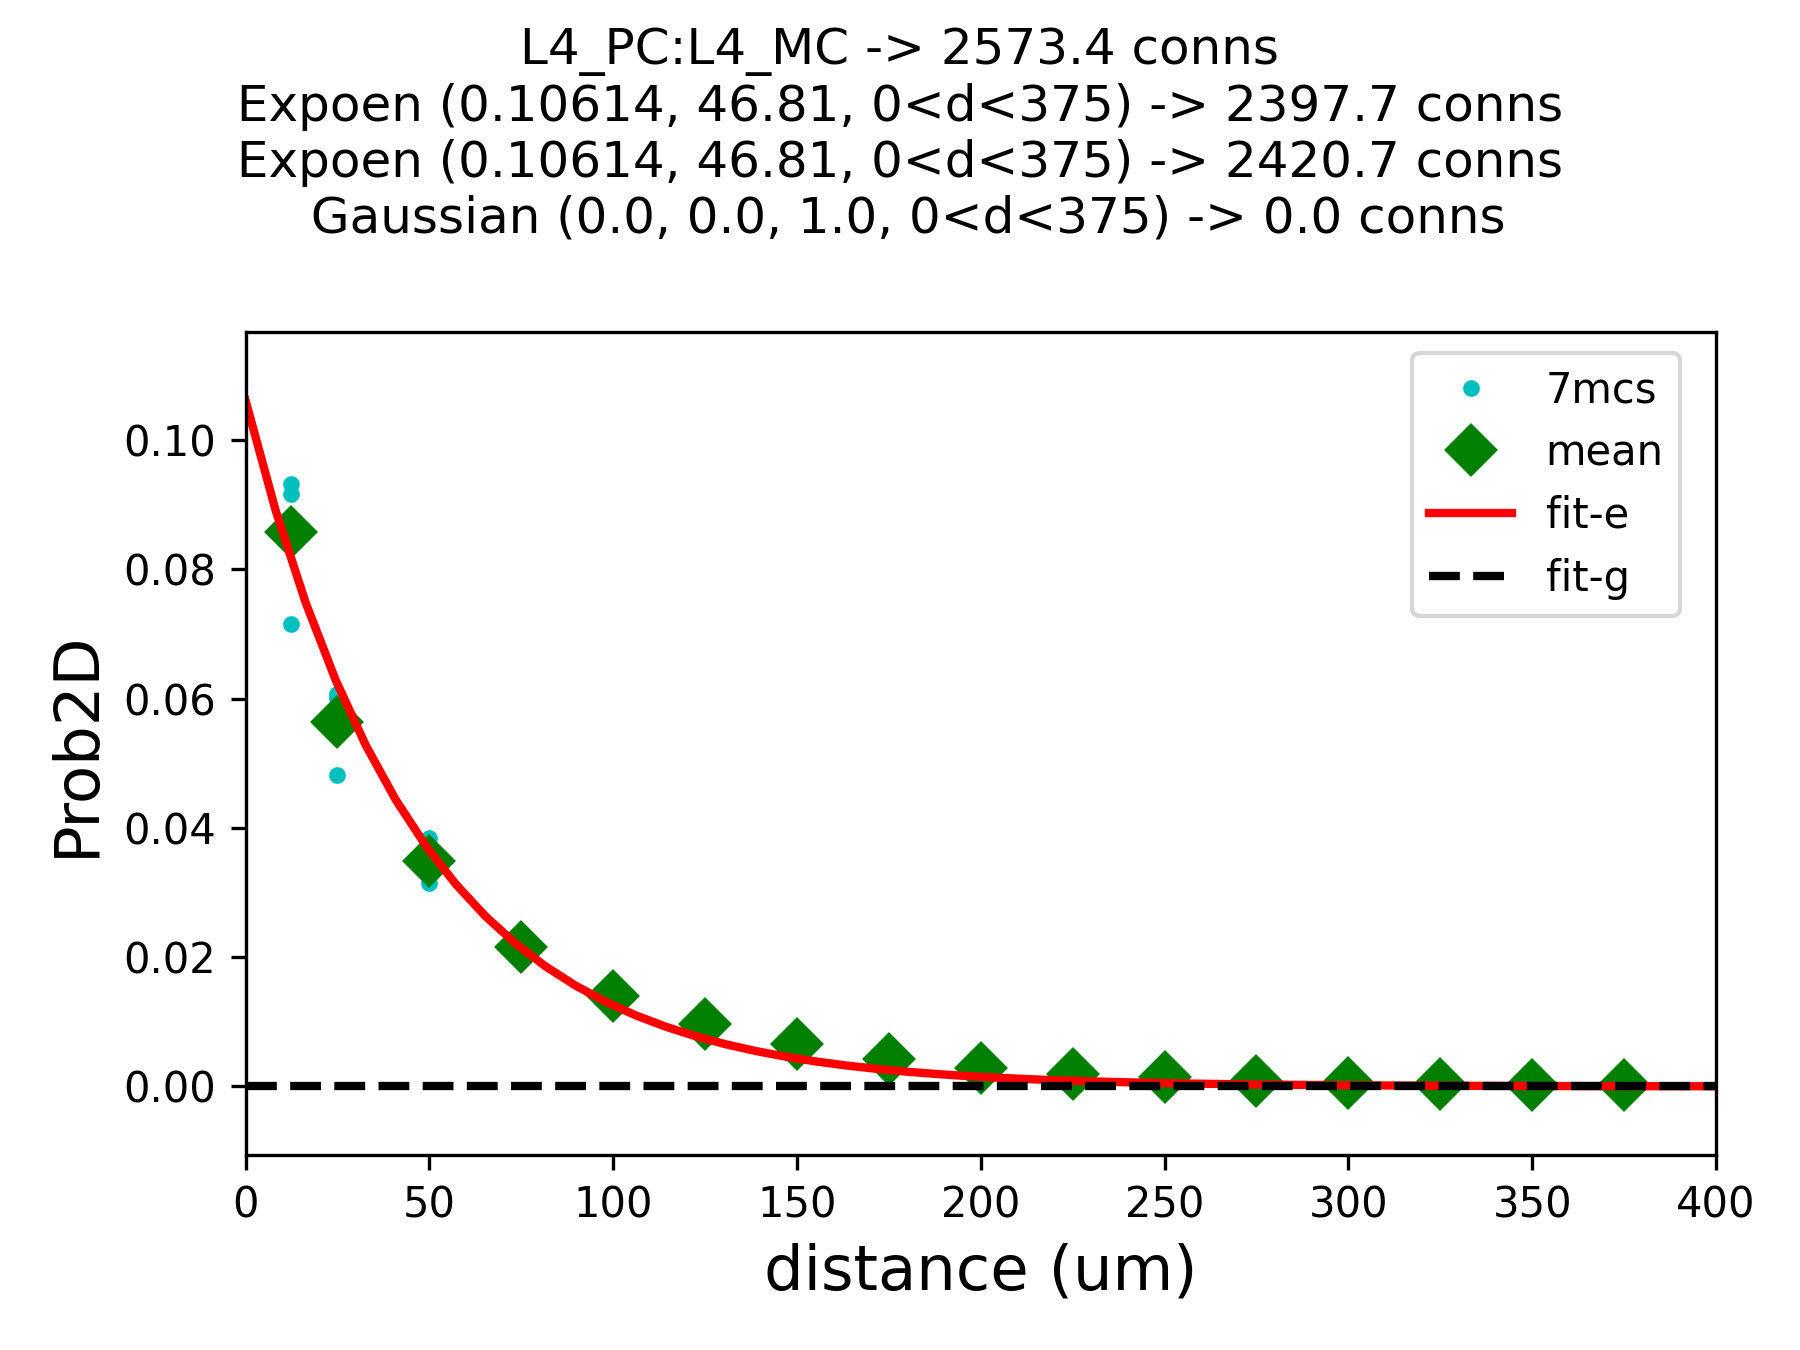 L4_PC:L4_MC -> 2573.4 conns
Expoen (0.10614, 46.81, 0<d<375) -> 2397.7 conns
Expoen (0.10614, 46.81, 0<d<375) -> 2420.7 conns
Gaussian (0.0, 0.0, 1.0, 0<d<375) -> 0.0 conns
7mcs
mean
fit-e
fit-g
Prob2D
0.10
0.08
0.06
0.04
0.02
0.00
0 50 100 150 200 250 300 350 400
distance (um)